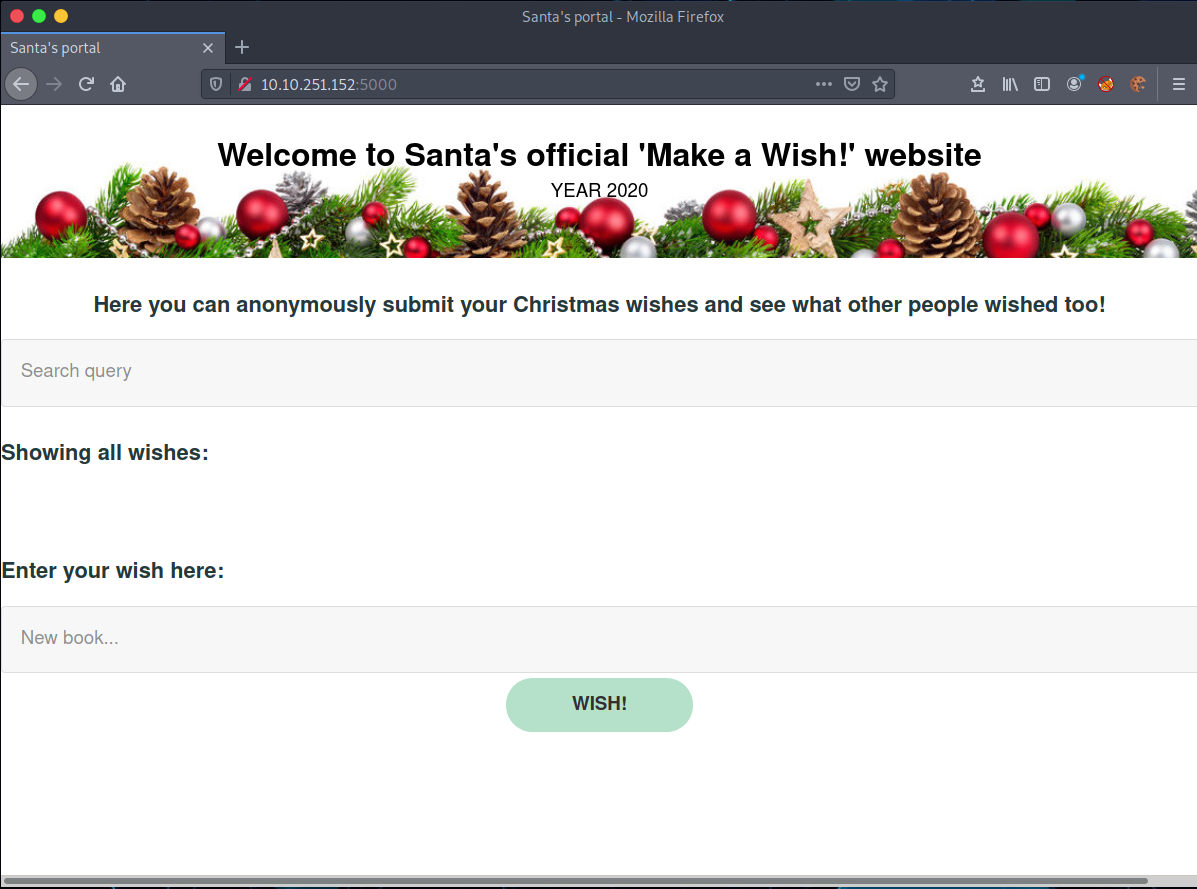 Santa's portal - Mozilla Firefox
Santa's portal
10.10.251.152:5000
Welcome to Santa's official 'Make a Wish!' website
YEAR 2020
Here you can anonymously submit your Christmas wishes and see what other people wished too!
Search query
Showing all wishes:
Enter your wish here:
New book...
WISH!